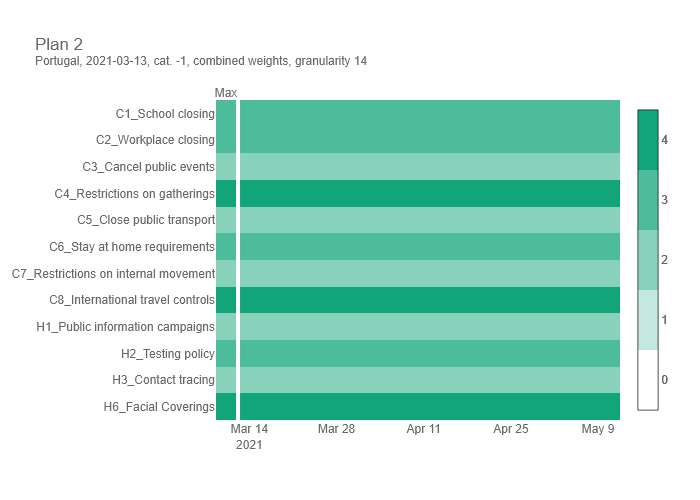 Plan 2
Portugal, 2021-03-13, cat. -1, combined weights, granularity 14
Max
C1_School closing
C2_Workplace closing
C3_Cancel public events
C4_Restrictions on gatherings
C5_Close public transport
C6_Stay at home requirements
C7_Restrictions on internal movement
C8_International travel controls
H1_Public information campaigns
H2_Testing policy
H3_Contact tracing
H6_Facial Coverings
4
3
2
1
0
Mar 14 Mar 28 Apr 11 Apr 25 May 9
2021